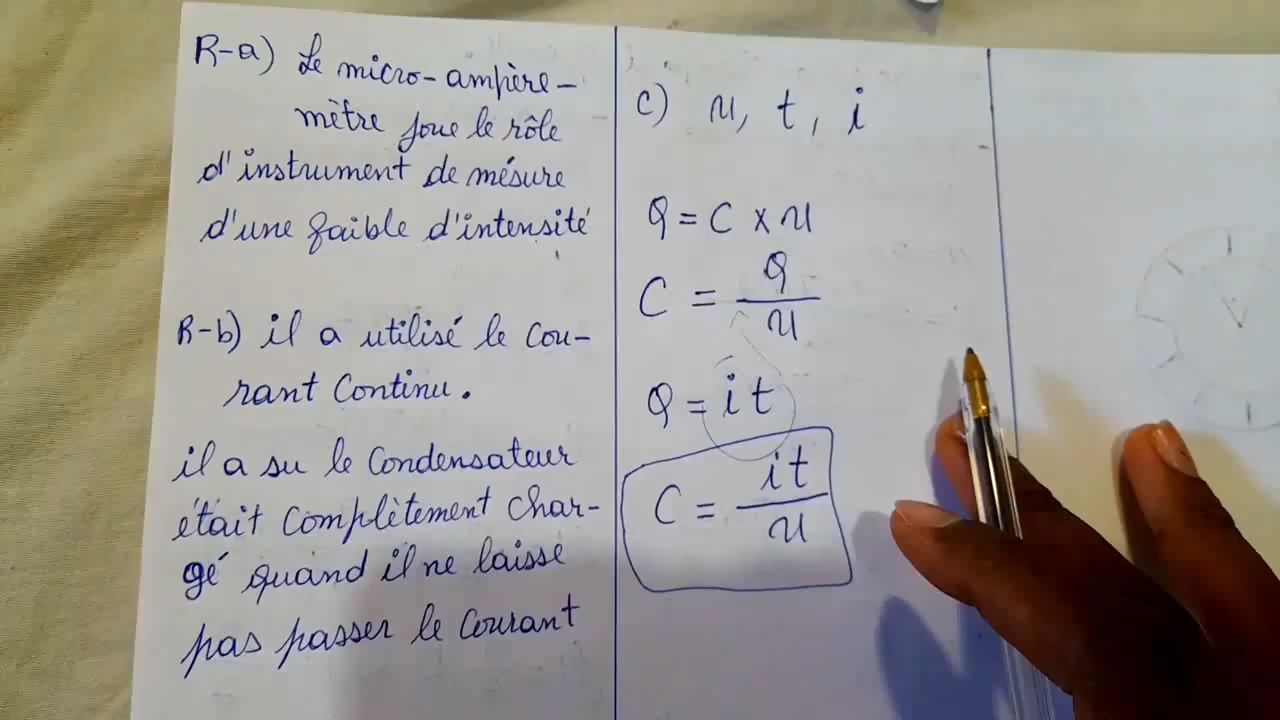 R-a) Le micro-ampère-
mètre joue le rôle
d'instrument de mésure
d'une faible d'intensité
R-b) il a utilisé le cou-
rant continu.
il a su le condensateur
était complètement char-
gé quand il ne laisse
pas passer le courant
c) u, t, i
Q = C x u
C = Q / u
Q = it
C = it / u